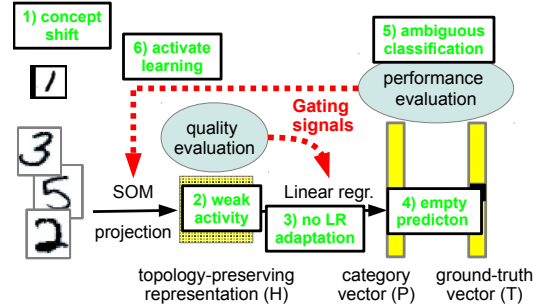 1) concept
shift
6) activate
learning
5) ambiguous
classification
performance
evaluation
1
Gating
signals
quality
evaluation
3
5
2
SOM
projection
2) weak
activity
Linear regr.
3) no LR
adaptation
4) empty
predicton
topology-preserving
representation (H)
category
vector (P)
ground-truth
vector (T)